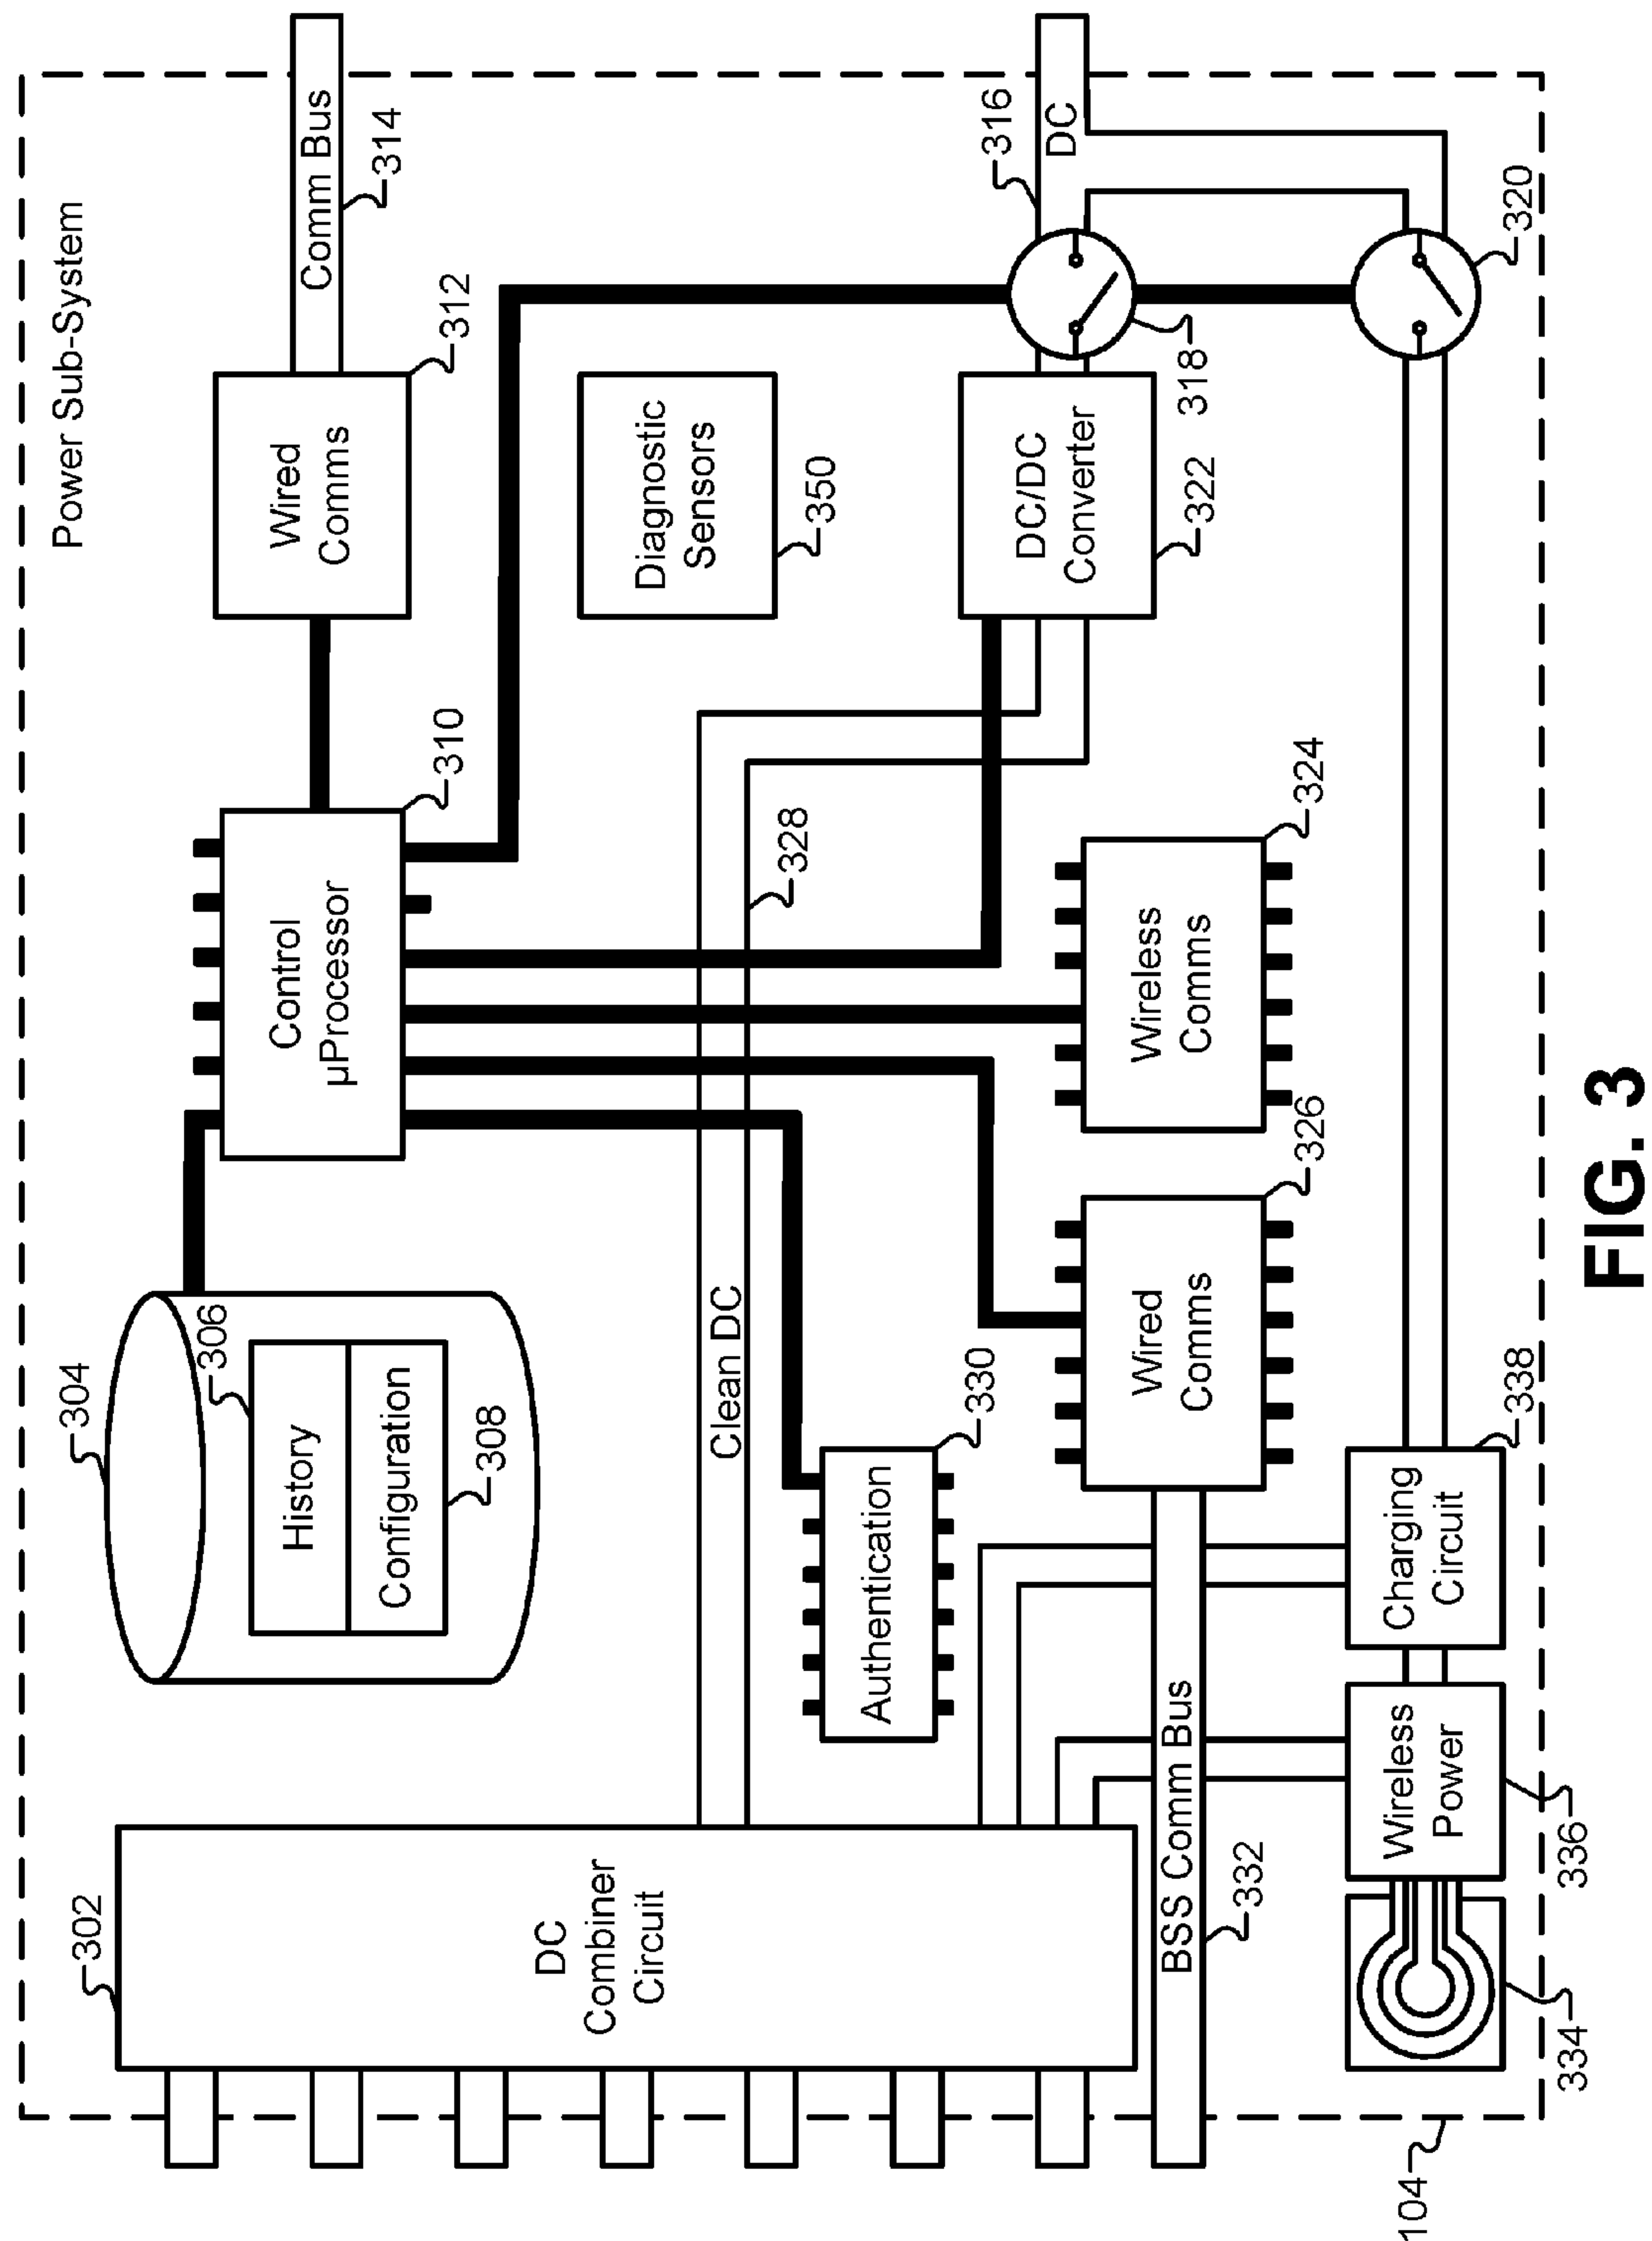 Power Sub-System
302
DC
Combiner
Circuit
304
306
History
Configuration
308
Control
µProcessor
310
Wired
Comms
312
Comm Bus
314
Clean DC
328
Diagnostic
Sensors
350
Authentication
330
DC/DC
Converter
322
316
DC
318
BSS Comm Bus
332
Wired
Comms
326
Wireless
Comms
324
334
Wireless
Power
336
Charging
Circuit
338
320
104
FIG. 3